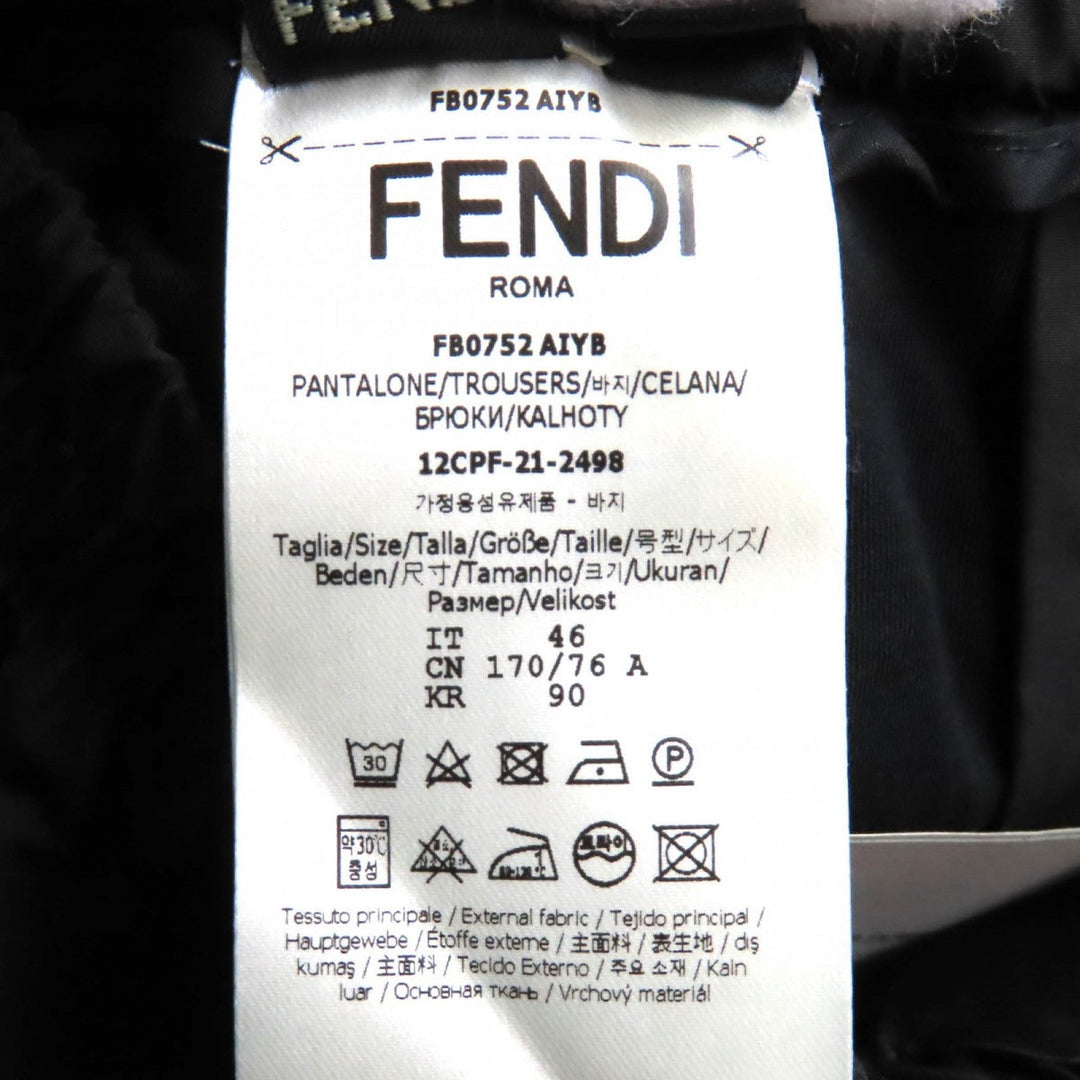 FEND
FB0752 AIYB
FENDI
ROMA
FB0752 AIYB
PANTALONE/TROUSERS/바지/CELANA/
БРЮКИ/KALHOTY
12CPF-21-2498
가정용섬유제품 - 바지
Taglia/Size/Talla/Größe/Taille/号型/サイズ/
Beden/尺寸/Tamanho/크기/Ukuran/
Размер/Velikost
IT 46
CN 170/76 A
KR 90
30 P
약30℃
중성 드라이
Tessuto principale / External fabric / Tejido principal /
Hauptgewebe / Étoffe externe / 主面料 / 表生地 / dış
kumaş / 主面料 / Tecido Externo / 주요 소재 / Kain
luar / Основная ткань / Vrchový materiál